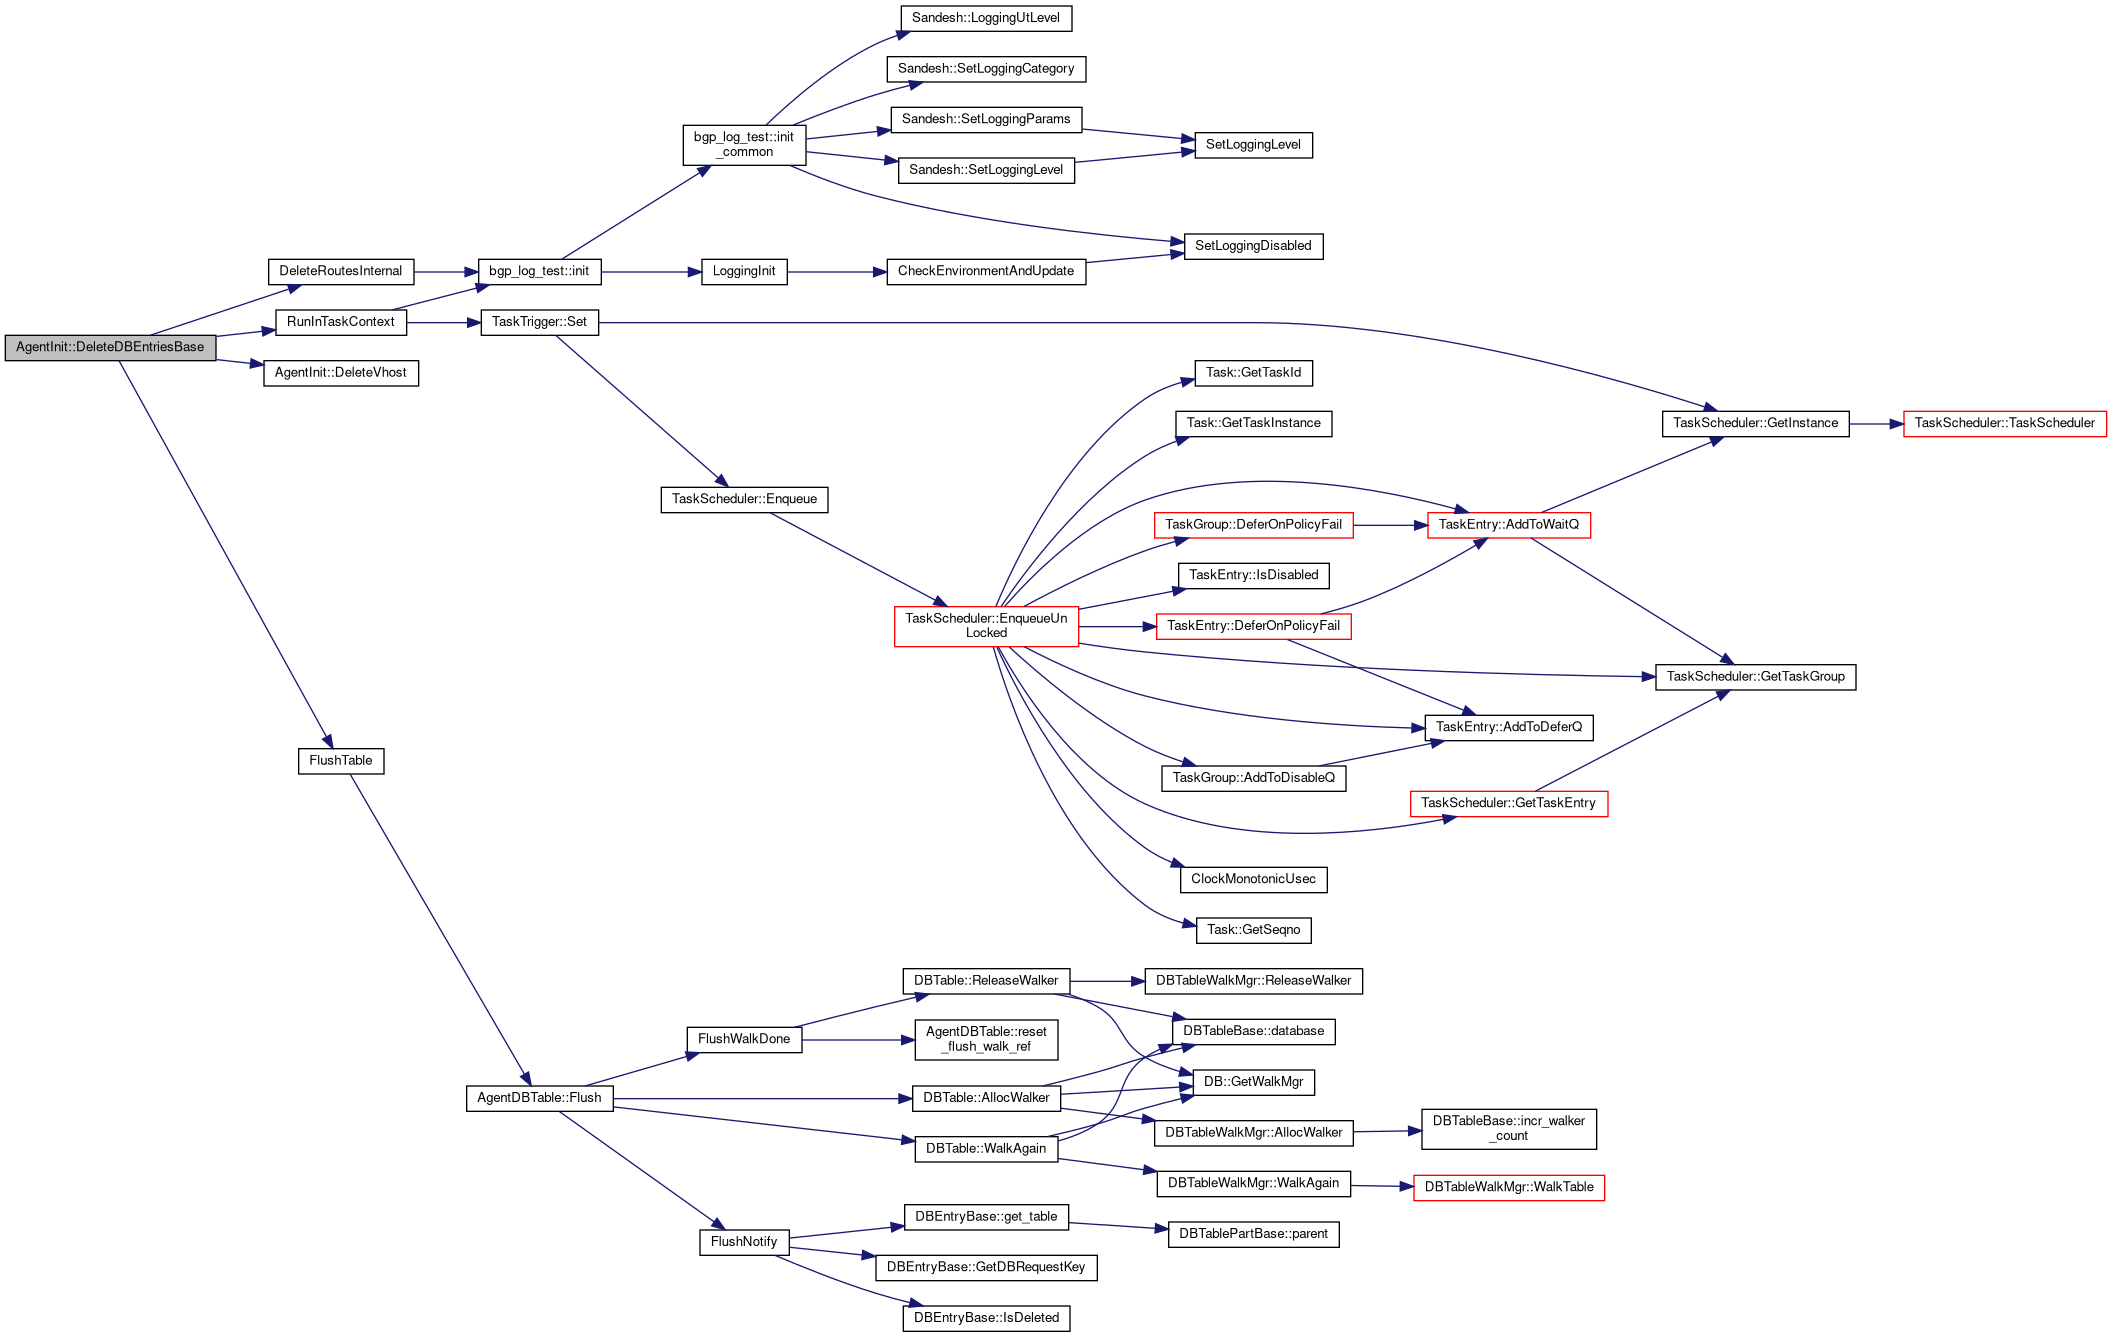 Sandesh::LoggingUtLevel
Sandesh::SetLoggingCategory
bgp_log_test::init
_common
Sandesh::SetLoggingParams
SetLoggingLevel
Sandesh::SetLoggingLevel
SetLoggingDisabled
DeleteRoutesInternal
bgp_log_test::init
LoggingInit
CheckEnvironmentAndUpdate
RunInTaskContext
TaskTrigger::Set
AgentInit::DeleteDBEntriesBase
AgentInit::DeleteVhost
Task::GetTaskId
Task::GetTaskInstance
TaskScheduler::GetInstance
TaskScheduler::TaskScheduler
TaskScheduler::Enqueue
TaskGroup::DeferOnPolicyFail
TaskEntry::AddToWaitQ
TaskEntry::IsDisabled
TaskScheduler::EnqueueUn
Locked
TaskEntry::DeferOnPolicyFail
TaskScheduler::GetTaskGroup
TaskEntry::AddToDeferQ
FlushTable
TaskGroup::AddToDisableQ
TaskScheduler::GetTaskEntry
ClockMonotonicUsec
Task::GetSeqno
DBTable::ReleaseWalker
DBTableWalkMgr::ReleaseWalker
FlushWalkDone
AgentDBTable::reset
_flush_walk_ref
DBTableBase::database
DB::GetWalkMgr
AgentDBTable::Flush
DBTable::AllocWalker
DBTableWalkMgr::AllocWalker
DBTableBase::incr_walker
_count
DBTable::WalkAgain
DBTableWalkMgr::WalkAgain
DBTableWalkMgr::WalkTable
DBEntryBase::get_table
DBTablePartBase::parent
FlushNotify
DBEntryBase::GetDBRequestKey
DBEntryBase::IsDeleted